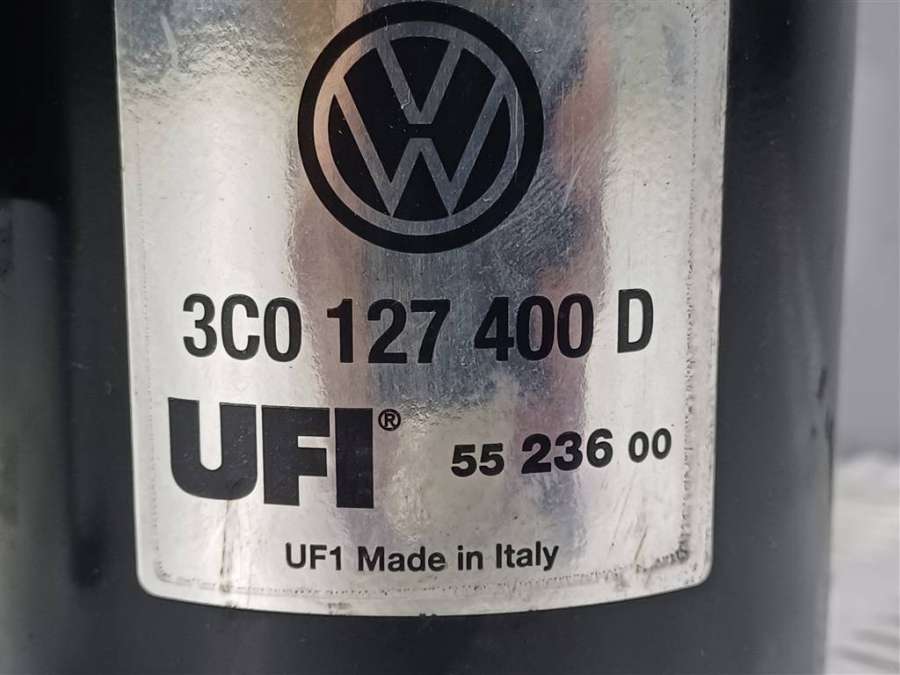 3C0 127 400 D
UFI®
55 236 00
UF1 Made in Italy